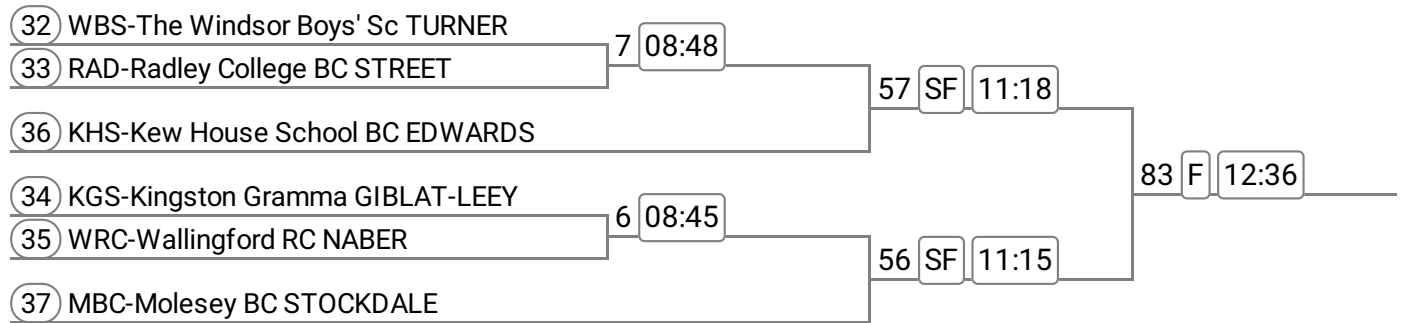 32 WBS-The Windsor Boys' Sc TURNER
7 08:48
33 RAD-Radley College BC STREET
57 SF 11:18
36 KHS-Kew House School BC EDWARDS
83 F 12:36
34 KGS-Kingston Gramma GIBLAT-LEEY
6 08:45
35 WRC-Wallingford RC NABER
56 SF 11:15
37 MBC-Molesey BC STOCKDALE